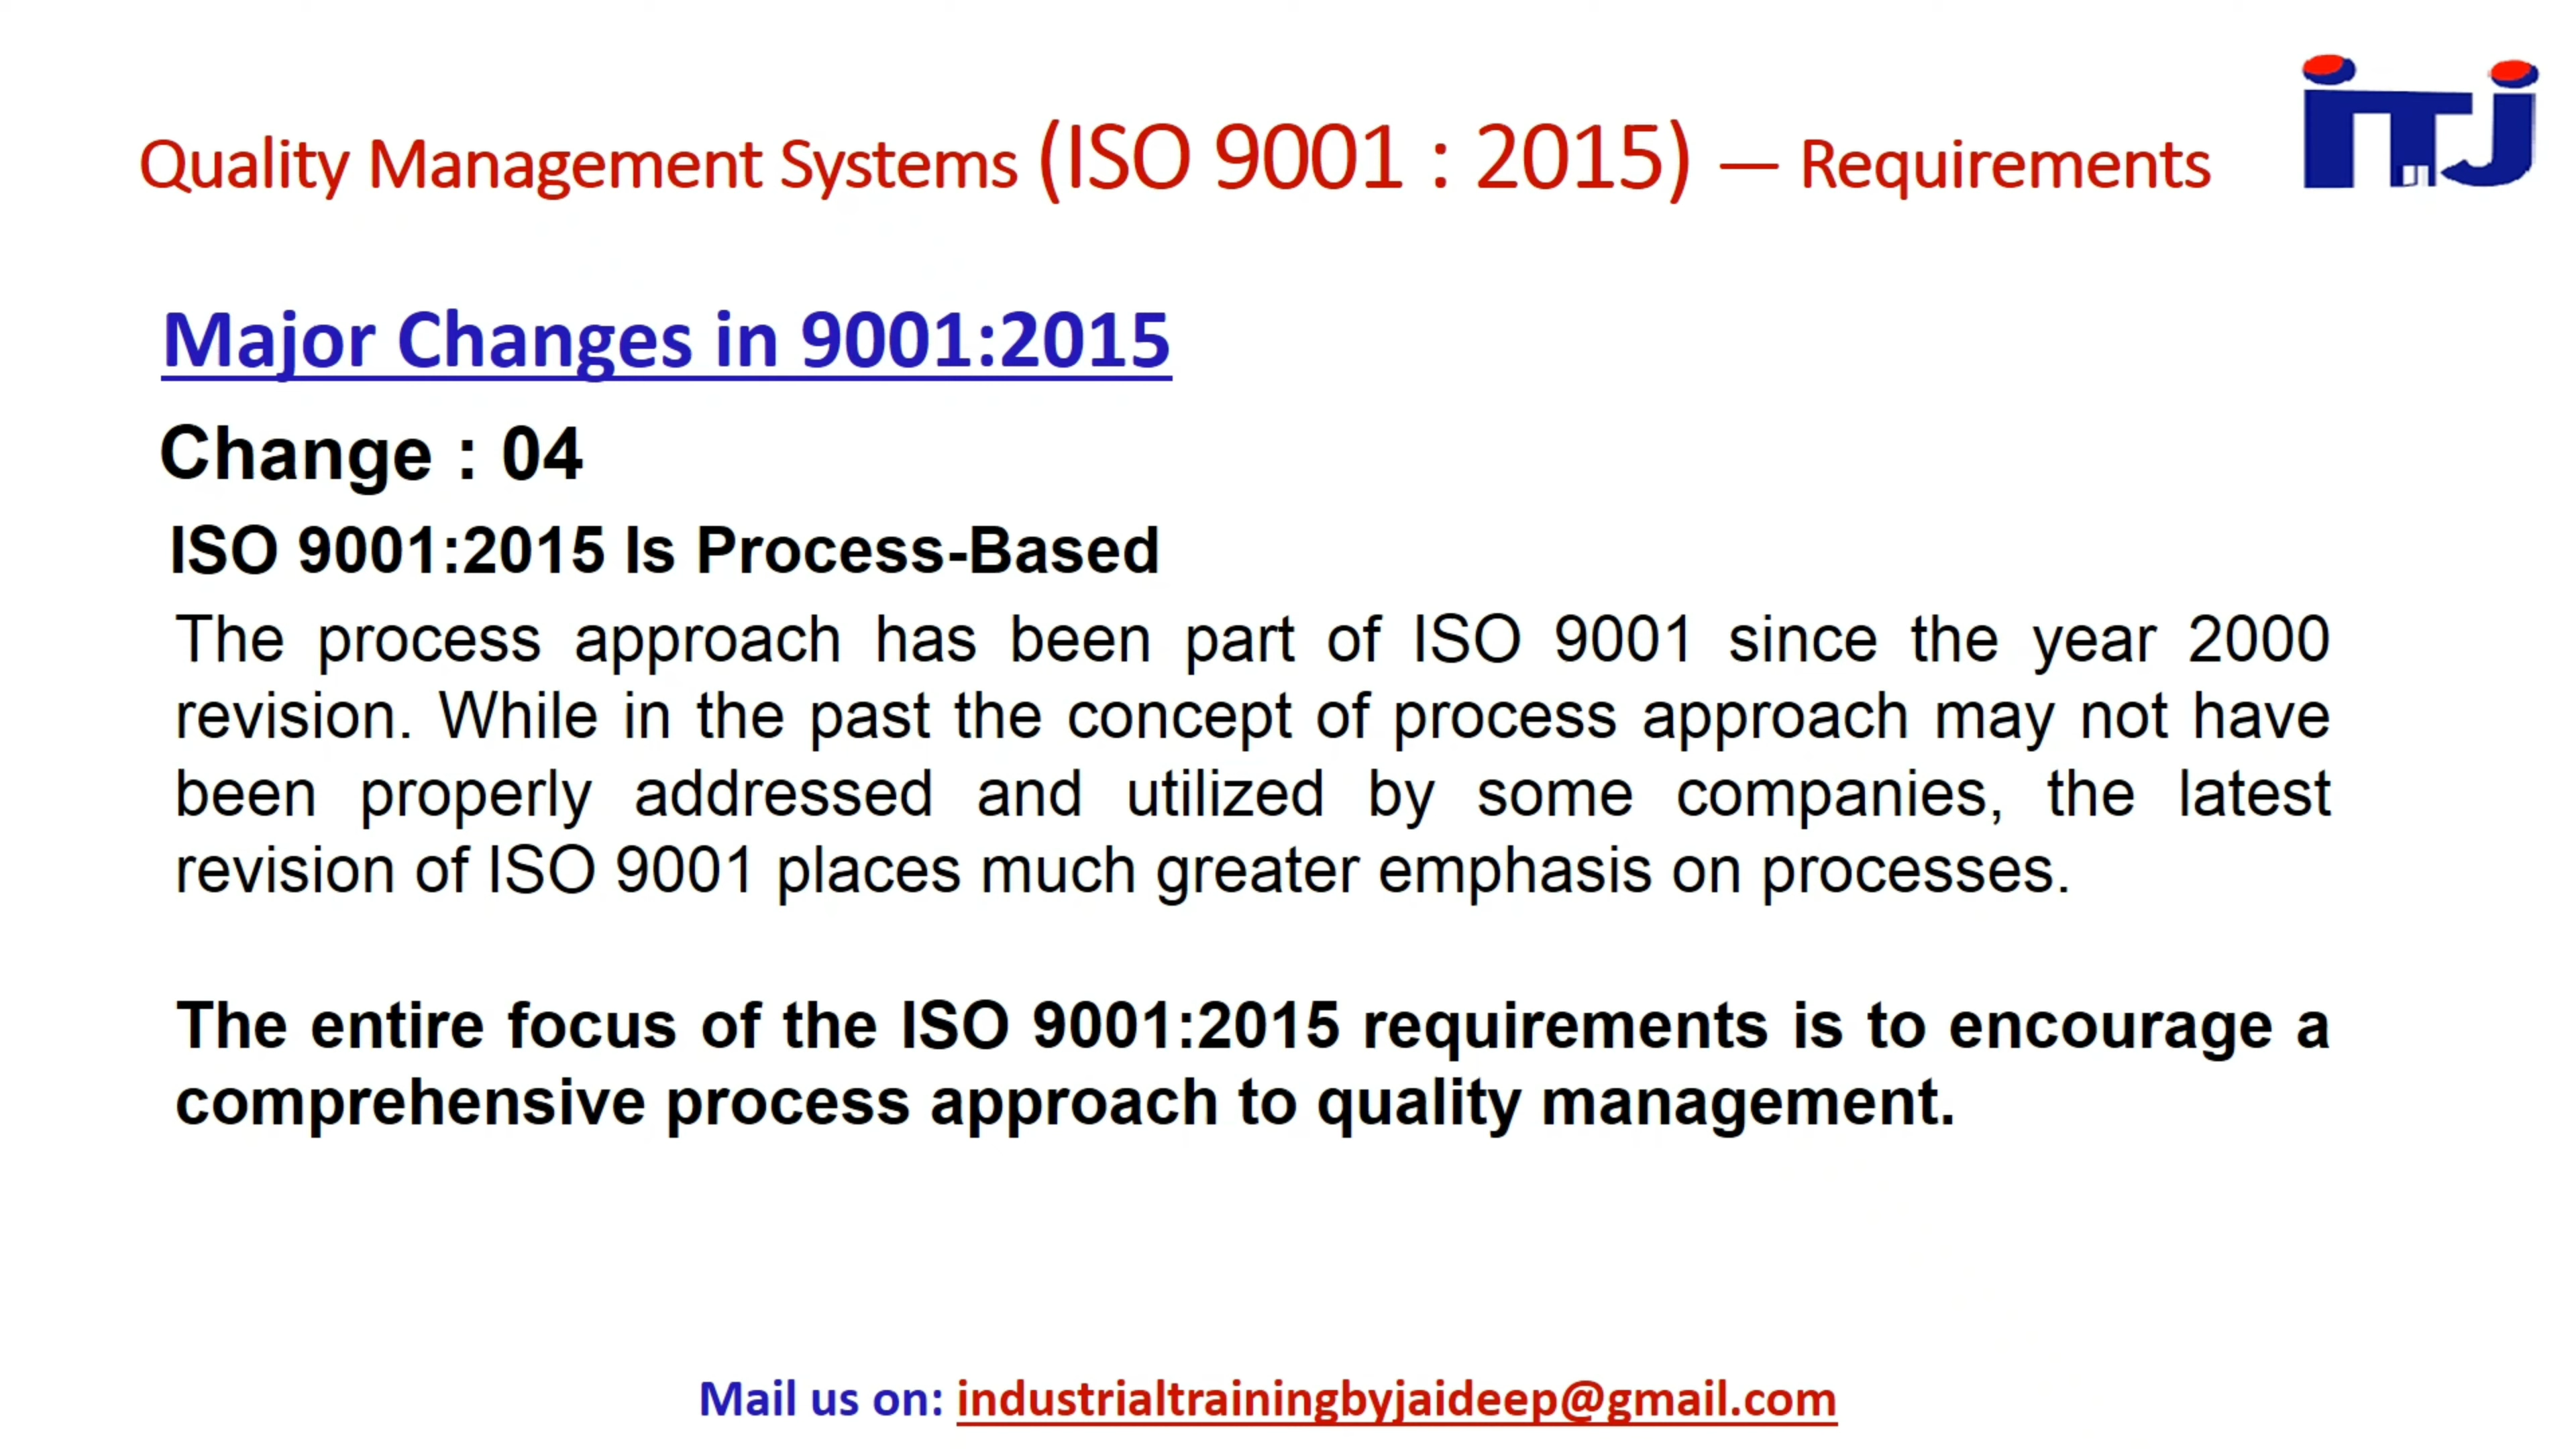 Quality Management Systems (ISO 9001 : 2015) — Requirements
iTJ
Major Changes in 9001:2015
Change : 04
ISO 9001:2015 Is Process-Based
The process approach has been part of ISO 9001 since the year 2000
revision. While in the past the concept of process approach may not have
been properly addressed and utilized by some companies, the latest
revision of ISO 9001 places much greater emphasis on processes.
The entire focus of the ISO 9001:2015 requirements is to encourage a
comprehensive process approach to quality management.
Mail us on: industrialtrainingbyjaideep@gmail.com